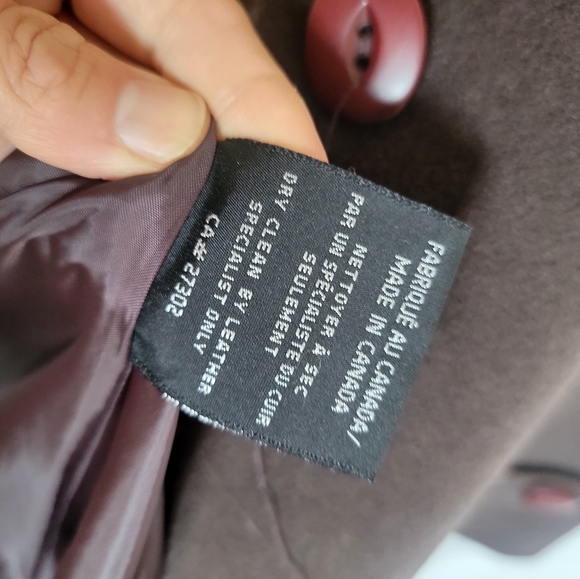 FABRIQUÉ AU CANADA/
MADE IN CANADA
NETTOYER À SEC
PAR UN SPÉCIALISTE DU CUIR
SEULEMENT
DRY CLEAN BY LEATHER
SPECIALIST ONLY
CA# 27302